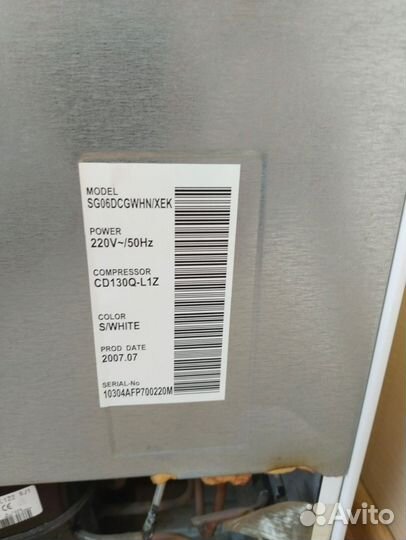 MODEL
SG06DCGWHN/XEK
POWER
220V~/50Hz
COMPRESSOR
CD130Q-L1Z
COLOR
S/WHITE
PROD DATE
2007.07
SERIAL-No
10304AFP700220M
CE
Avito